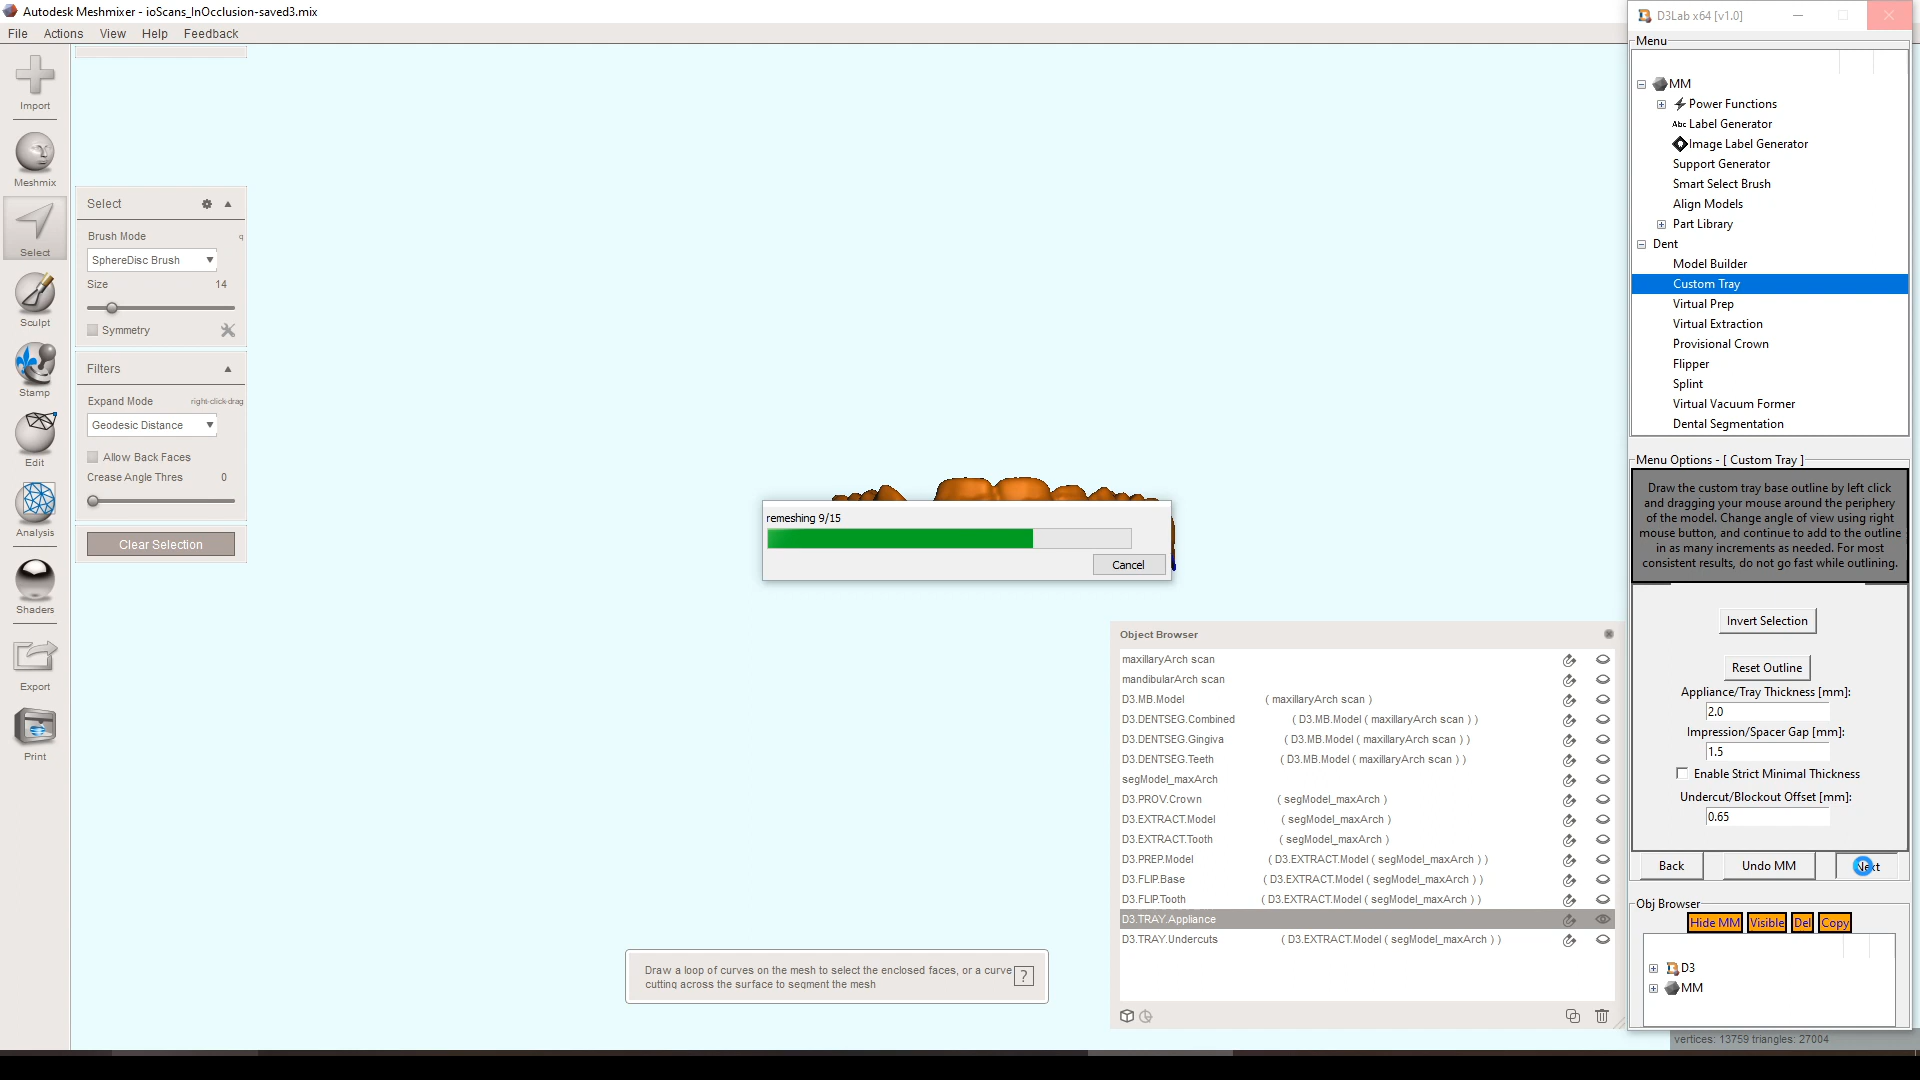 Autodesk Meshmixer - ioScans_InOcclusion-saved3.mix
File Actions View Help Feedback
Import
Meshmix
Select
Sculpt
Stamp
Edit
Analysis
Shaders
Export
Print
Select
Brush Mode q
SphereDisc Brush
Size 14
Symmetry
Filters
Expand Mode right-click-drag
Geodesic Distance
Allow Back Faces
Crease Angle Thres 0
Clear Selection
remeshing 9/15
Cancel
Draw a loop of curves on the mesh to select the enclosed faces, or a curve
cutting across the surface to segment the mesh
?
Object Browser
maxillaryArch scan
mandibularArch scan
D3.MB.Model ( maxillaryArch scan )
D3.DENTSEG.Combined ( D3.MB.Model ( maxillaryArch scan ) )
D3.DENTSEG.Gingiva ( D3.MB.Model ( maxillaryArch scan ) )
D3.DENTSEG.Teeth ( D3.MB.Model ( maxillaryArch scan ) )
segModel_maxArch
D3.PROV.Crown ( segModel_maxArch )
D3.EXTRACT.Model ( segModel_maxArch )
D3.EXTRACT.Tooth ( segModel_maxArch )
D3.PREP.Model ( D3.EXTRACT.Model ( segModel_maxArch ) )
D3.FLIP.Base ( D3.EXTRACT.Model ( segModel_maxArch ) )
D3.FLIP.Tooth ( D3.EXTRACT.Model ( segModel_maxArch ) )
D3.TRAY.Appliance
D3.TRAY.Undercuts ( D3.EXTRACT.Model ( segModel_maxArch ) )
D3Lab x64 [v1.0]
Menu
MM
Power Functions
Abc Label Generator
Image Label Generator
Support Generator
Smart Select Brush
Align Models
Part Library
Dent
Model Builder
Custom Tray
Virtual Prep
Virtual Extraction
Provisional Crown
Flipper
Splint
Virtual Vacuum Former
Dental Segmentation
Menu Options - [ Custom Tray ]
Draw the custom tray base outline by left click
and dragging your mouse around the periphery
of the model. Change angle of view using right
mouse button, and continue to add to the outline
in as many increments as needed. For most
consistent results, do not go fast while outlining.
Invert Selection
Reset Outline
Appliance/Tray Thickness [mm]:
2.0
Impression/Spacer Gap [mm]:
1.5
Enable Strict Minimal Thickness
Undercut/Blockout Offset [mm]:
0.65
Back Undo MM Next
Obj Browser
Hide MM Visible Del Copy
D3
MM
vertices: 13759 triangles: 27004